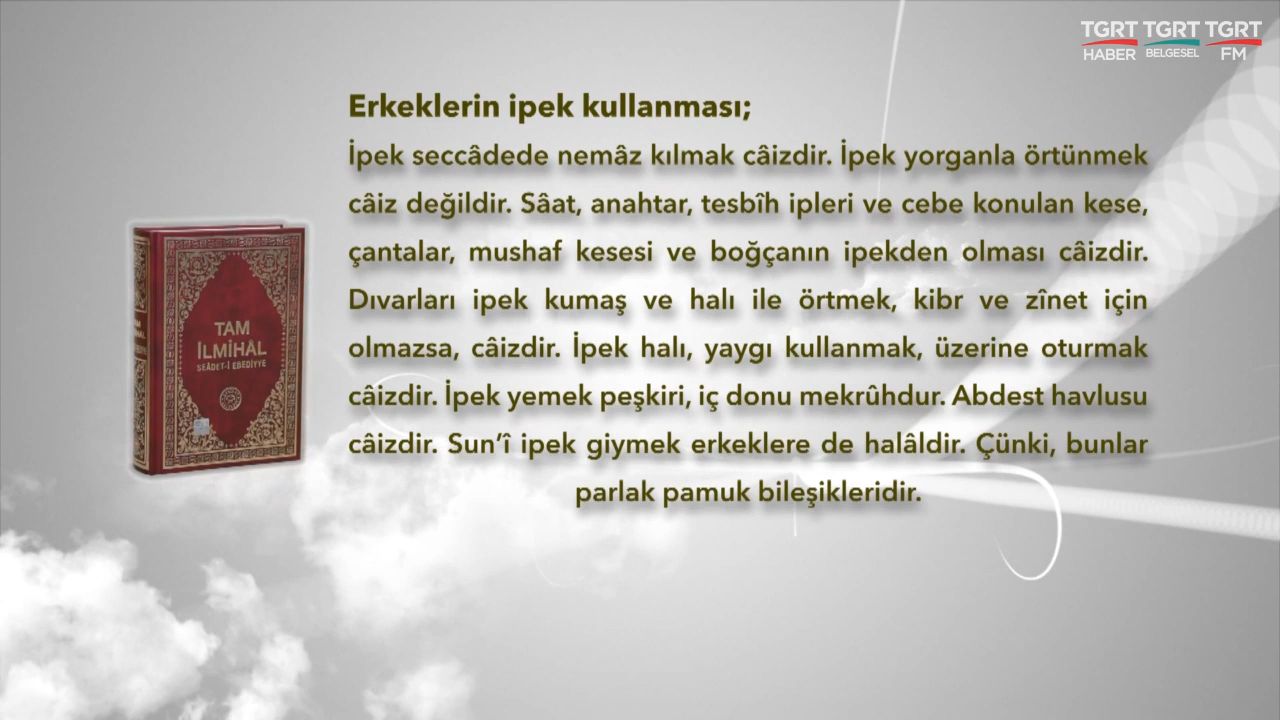 TGRT TGRT TGRT
HABER BELGESEL FM
Erkeklerin ipek kullanması;
İpek seccâdede nemâz kılmak câizdir. İpek yorganla örtünmek
câiz değildir. Sâat, anahtar, tesbîh ipleri ve cebe konulan kese,
çantalar, mushaf kesesi ve boğçanın ipekden olması câizdir.
Dıvarları ipek kumaş ve halı ile örtmek, kibr ve zînet için
olmazsa, câizdir. İpek halı, yaygı kullanmak, üzerine oturmak
câizdir. İpek yemek peşkiri, iç donu mekrûhdur. Abdest havlusu
câizdir. Sun’î ipek giymek erkeklere de halâldir. Çünki, bunlar
parlak pamuk bileşikleridir.
TAM
İLMİHÂL
SEÂDET-İ EBEDİYYE